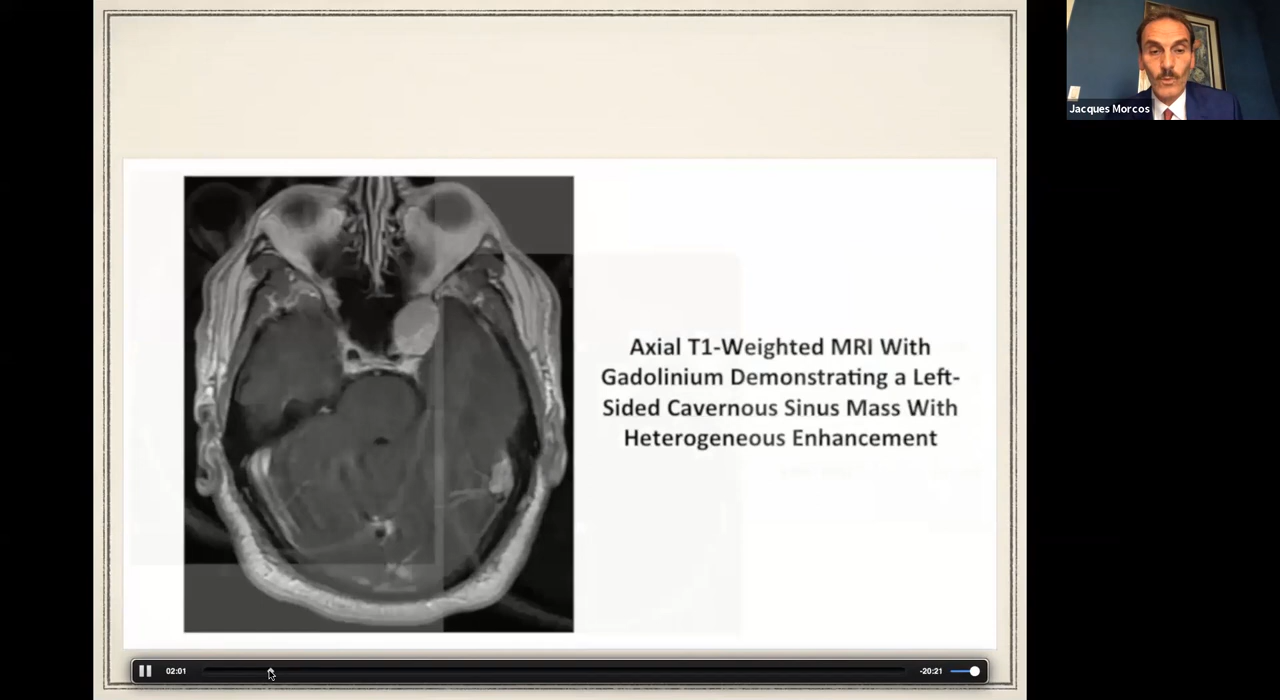 Jacques Morcos
Axial T1-Weighted MRI With
Gadolinium Demonstrating a Left-
Sided Cavernous Sinus Mass With
Heterogeneous Enhancement
02:01
-20:21